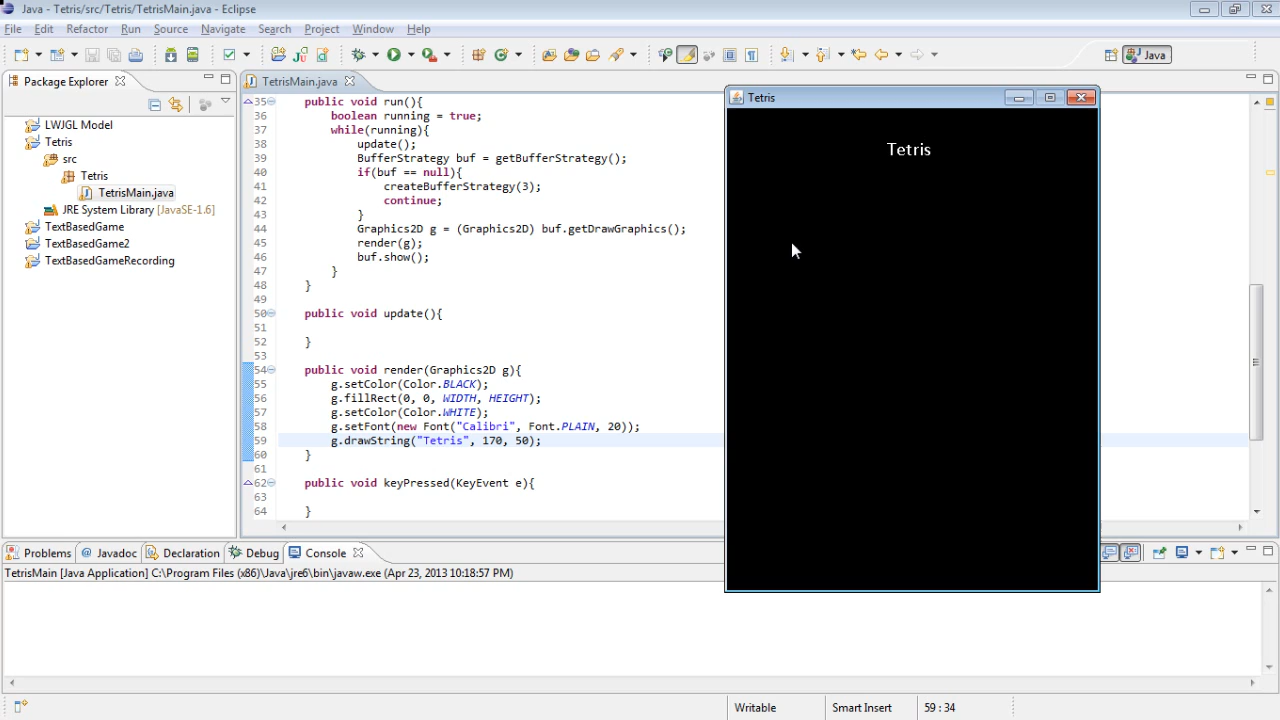 Java - Tetris/src/Tetris/TetrisMain.java - Eclipse
File Edit Refactor Run Source Navigate Search Project Window Help
Java
Package Explorer
LWJGL Model
Tetris
src
Tetris
TetrisMain.java
JRE System Library [JavaSE-1.6]
TextBasedGame
TextBasedGame2
TextBasedGameRecording
TetrisMain.java
35 public void run(){
36 boolean running = true;
37 while(running){
38 update();
39 BufferStrategy buf = getBufferStrategy();
40 if(buf == null){
41 createBufferStrategy(3);
42 continue;
43 }
44 Graphics2D g = (Graphics2D) buf.getDrawGraphics();
45 render(g);
46 buf.show();
47 }
48 }
49
50 public void update(){
51
52 }
53
54 public void render(Graphics2D g){
55 g.setColor(Color.BLACK);
56 g.fillRect(0, 0, WIDTH, HEIGHT);
57 g.setColor(Color.WHITE);
58 g.setFont(new Font("Calibri", Font.PLAIN, 20));
59 g.drawString("Tetris", 170, 50);
60 }
61
62 public void keyPressed(KeyEvent e){
63
64 }
Tetris
Tetris
Problems Javadoc Declaration Debug Console
TetrisMain [Java Application] C:\Program Files (x86)\Java\jre6\bin\javaw.exe (Apr 23, 2013 10:18:57 PM)
Writable Smart Insert 59 : 34